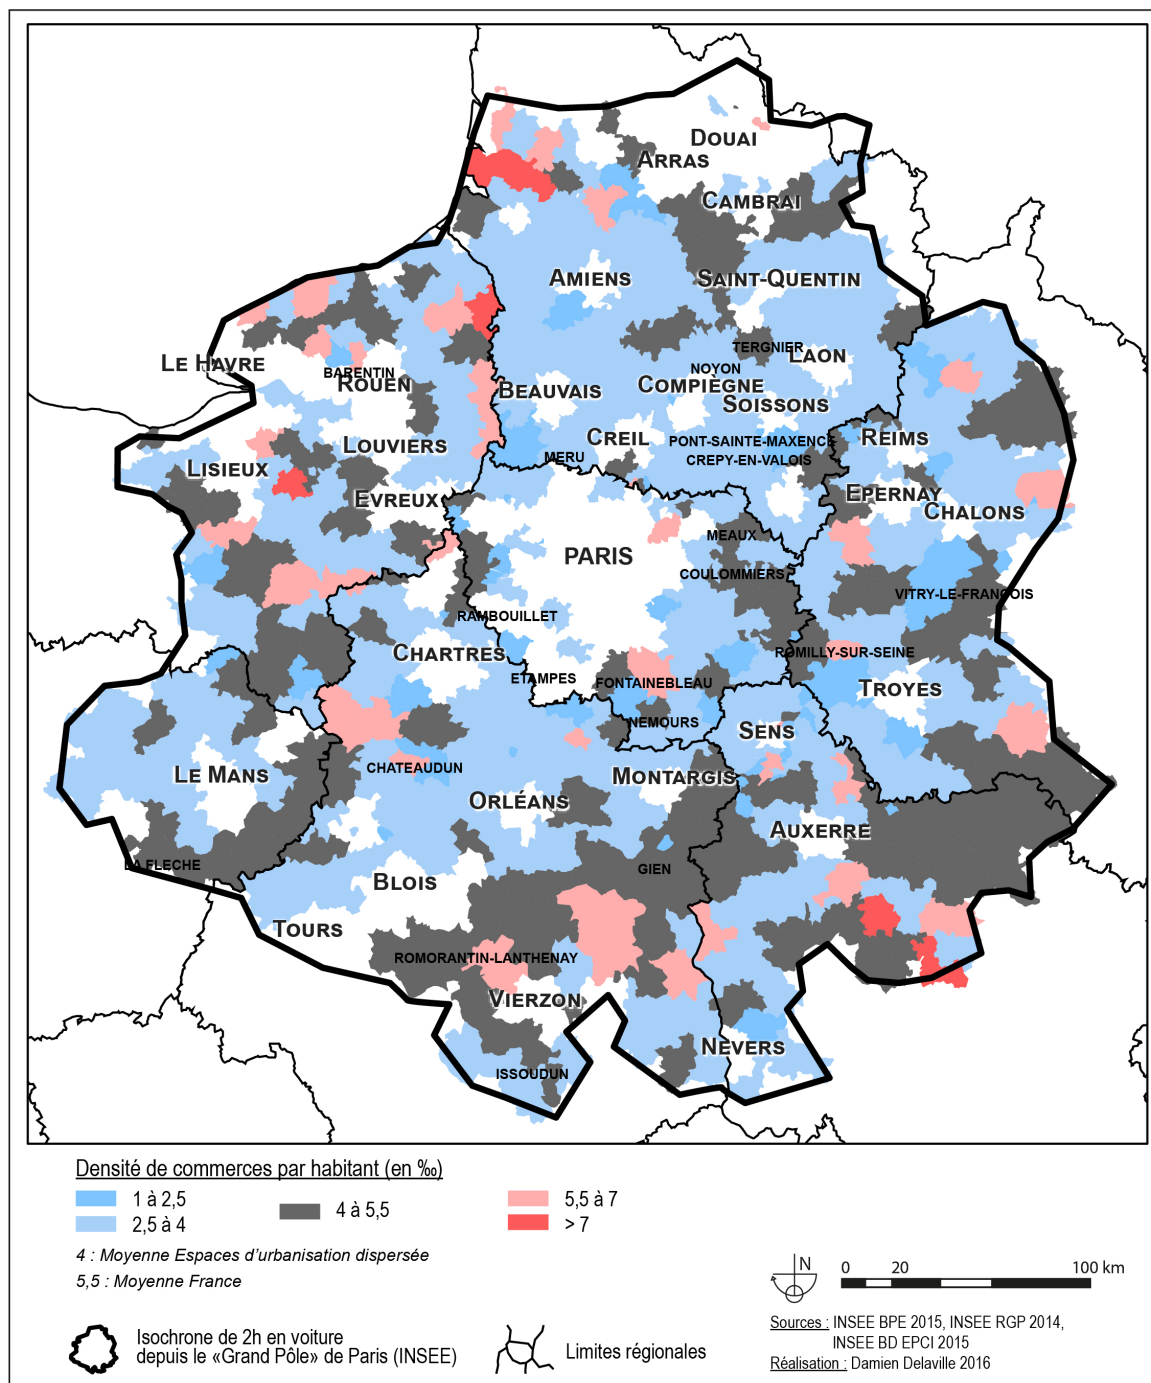 DOUAI
ARRAS
CAMBRAI
AMIENS
SAINT-QUENTIN
TERGNIER
LAON
LE HAVRE
BARENTIN
ROUEN
NOYON
COMPIÈGNE
BEAUVAIS
SOISSONS
LOUVIERS
CREIL
PONT-SAINTE-MAXENCE
REIMS
MERU
CREPY-EN-VALOIS
LISIEUX
EVREUX
EPERNAY
CHALONS
MEAUX
PARIS
COULOMMIERS
VITRY-LE-FRANÇOIS
RAMBOUILLET
CHARTRES
ROMILLY-SUR-SEINE
ETAMPES
FONTAINEBLEAU
TROYES
NEMOURS
SENS
CHATEAUDUN
LE MANS
MONTARGIS
ORLÉANS
AUXERRE
LA FLECHE
GIEN
BLOIS
TOURS
ROMORANTIN-LANTHENAY
VIERZON
NEVERS
ISSOUDUN
Densité de commerces par habitant (en ‰)
1 à 2,5
2,5 à 4
4 à 5,5
5,5 à 7
> 7
4 : Moyenne Espaces d'urbanisation dispersée
5,5 : Moyenne France
N
0 20 100 km
Isochrone de 2h en voiture
depuis le «Grand Pôle» de Paris (INSEE)
Limites régionales
Sources : INSEE BPE 2015, INSEE RGP 2014,
INSEE BD EPCI 2015
Réalisation : Damien Delaville 2016